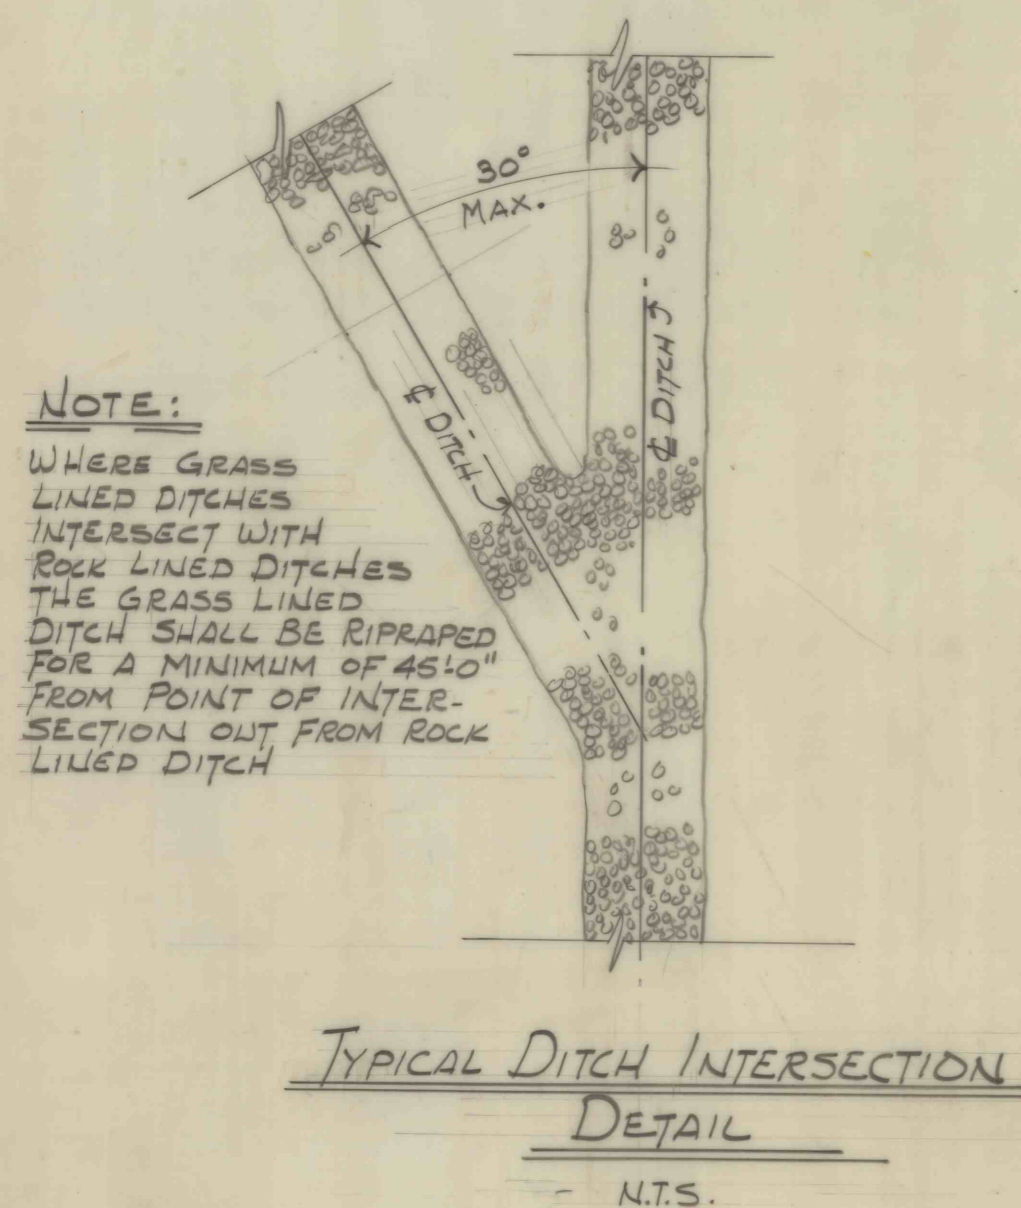 30°
MAX.
℄ DITCH
℄ DITCH
NOTE:
WHERE GRASS
LINED DITCHES
INTERSECT WITH
ROCK LINED DITCHES
THE GRASS LINED
DITCH SHALL BE RIPRAPED
FOR A MINIMUM OF 45'-0"
FROM POINT OF INTER-
SECTION OUT FROM ROCK
LINED DITCH
TYPICAL DITCH INTERSECTION
DETAIL
- N.T.S.